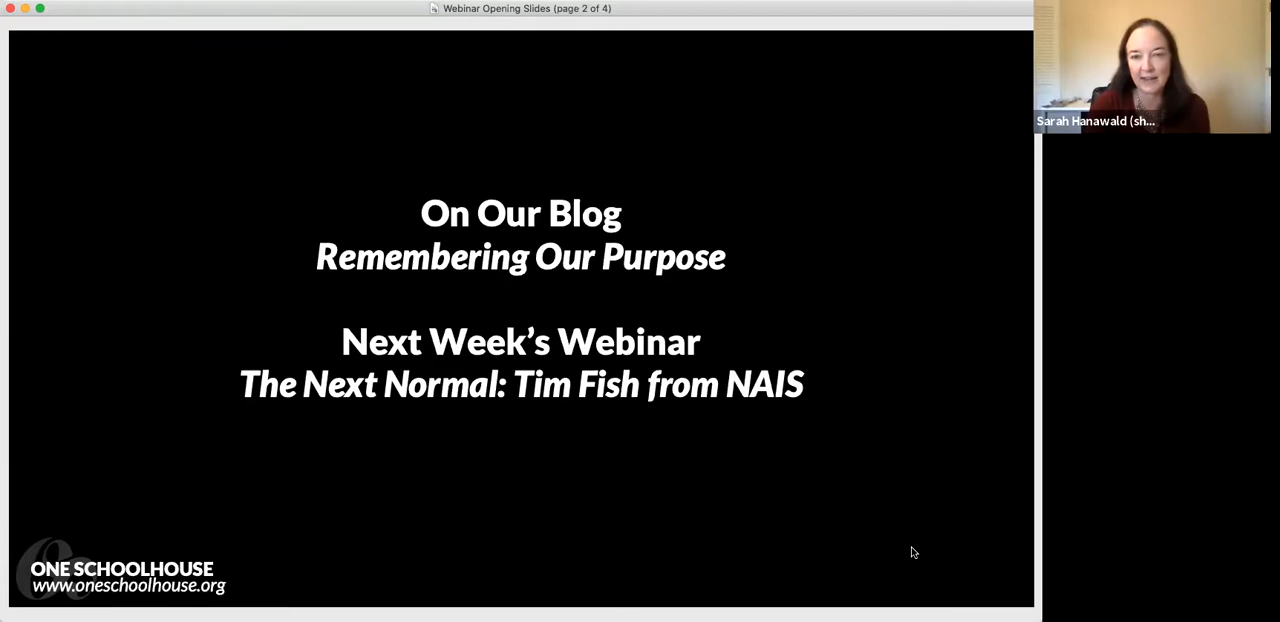 Webinar Opening Slides (page 2 of 4)
Sarah Hanawald (sh...
On Our Blog
Remembering Our Purpose
Next Week's Webinar
The Next Normal: Tim Fish from NAIS
ONE SCHOOLHOUSE
www.oneschoolhouse.org